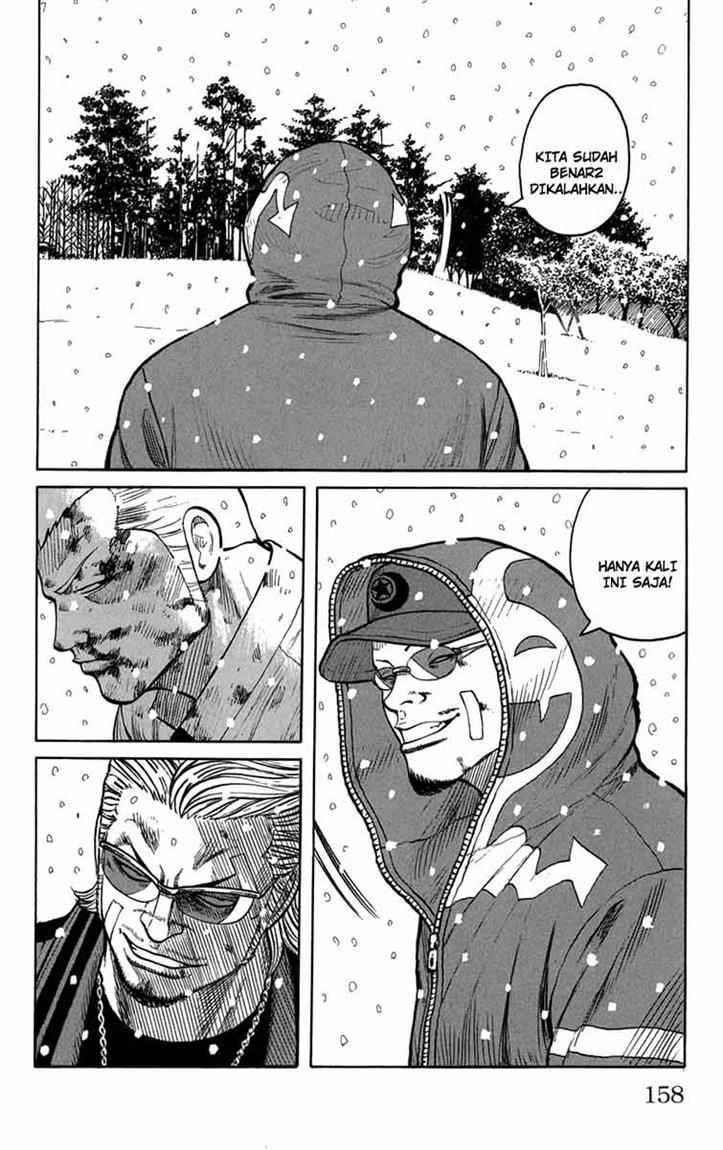 KITA SUDAH
BENAR2
DIKALAHKAN..
HANYA KALI
INI SAJA!
158